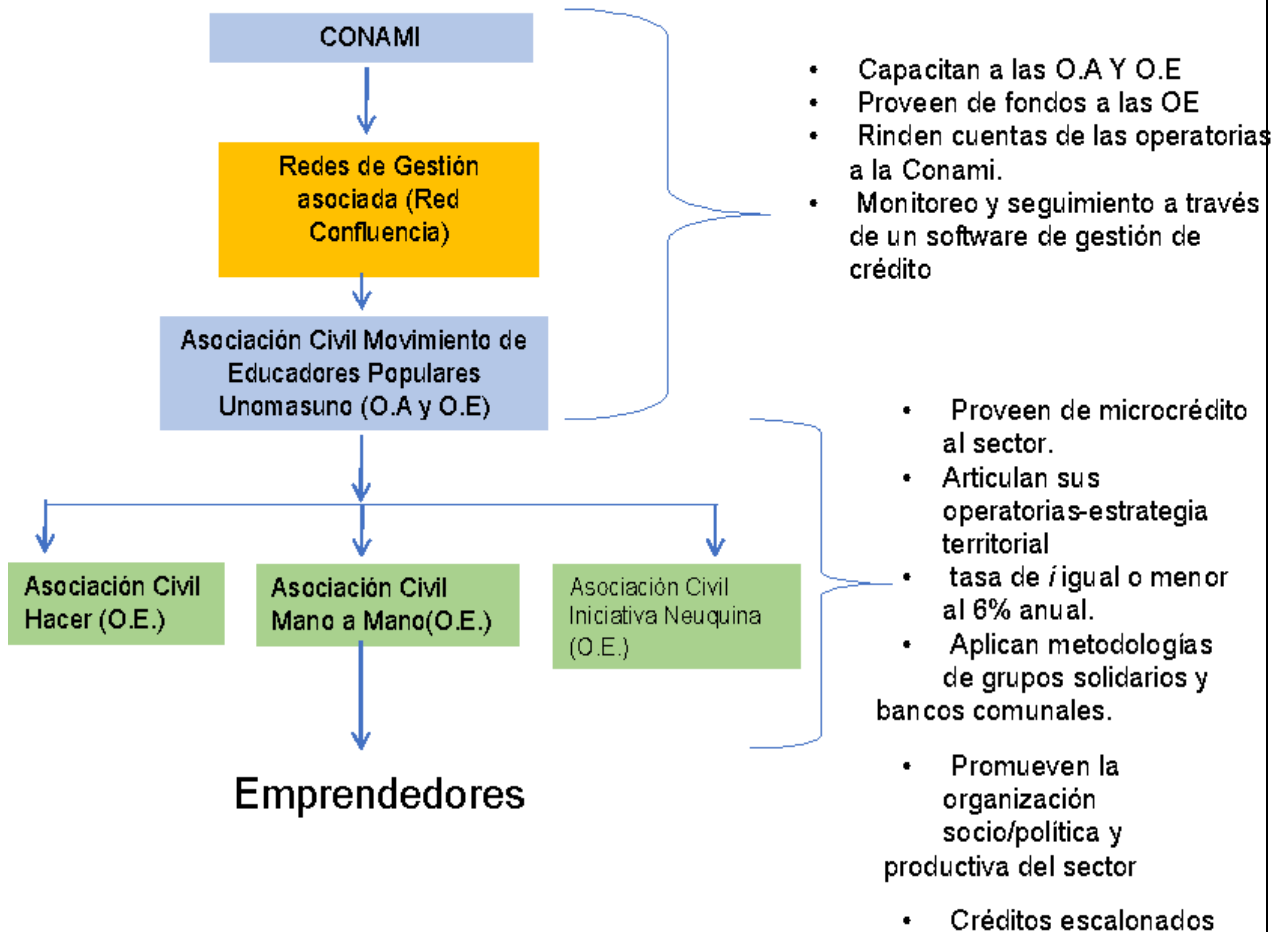 CONAMI
Redes de Gestión
asociada (Red
Confluencia)
Asociación Civil Movimiento de
Educadores Populares
Unomasuno (O.A y O.E)
Asociación Civil
Hacer (O.E.)
Asociación Civil
Mano a Mano(O.E.)
Asociación Civil
Iniciativa Neuquina
(O.E.)
Emprendedores
• Capacitan a las O.A Y O.E
• Proveen de fondos a las OE
• Rinden cuentas de las operatorias
a la Conami.
• Monitoreo y seguimiento a través
de un software de gestión de
crédito
• Proveen de microcrédito
al sector.
• Articulan sus
operatorias-estrategia
territorial
• tasa de i igual o menor
al 6% anual.
• Aplican metodologías
de grupos solidarios y
bancos comunales.
• Promueven la
organización
socio/política y
productiva del sector
• Créditos escalonados